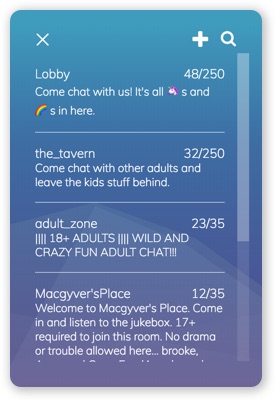 Lobby 48/250
Come chat with us! It's all 🦄 s and
🌈 s in here.
the_tavern 32/250
Come chat with other adults and
leave the kids stuff behind.
adult_zone 23/35
|||| 18+ ADULTS |||| WILD AND
CRAZY FUN ADULT CHAT!!!
Macgyver'sPlace 12/35
Welcome to Macgyver's Place. Come
in and listen to the jukebox. 17+
required to join this room. No drama
or trouble allowed here... brooke,